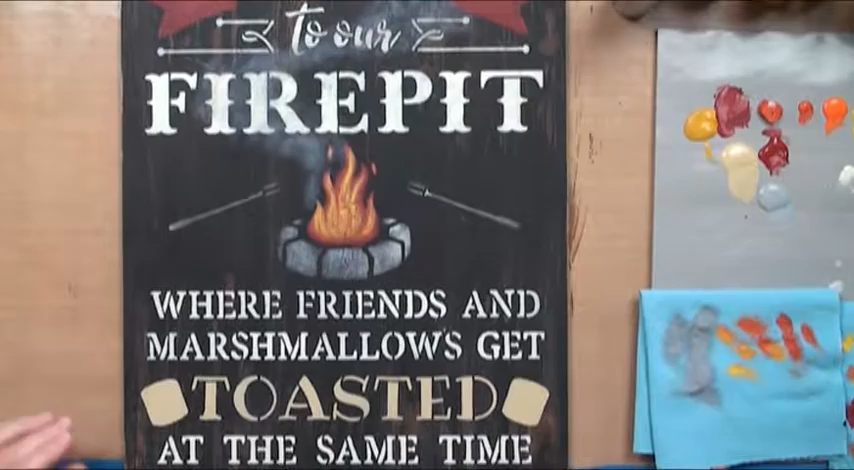 to our
FIREPIT
WHERE FRIENDS AND
MARSHMALLOWS GET
TOASTED
AT THE SAME TIME